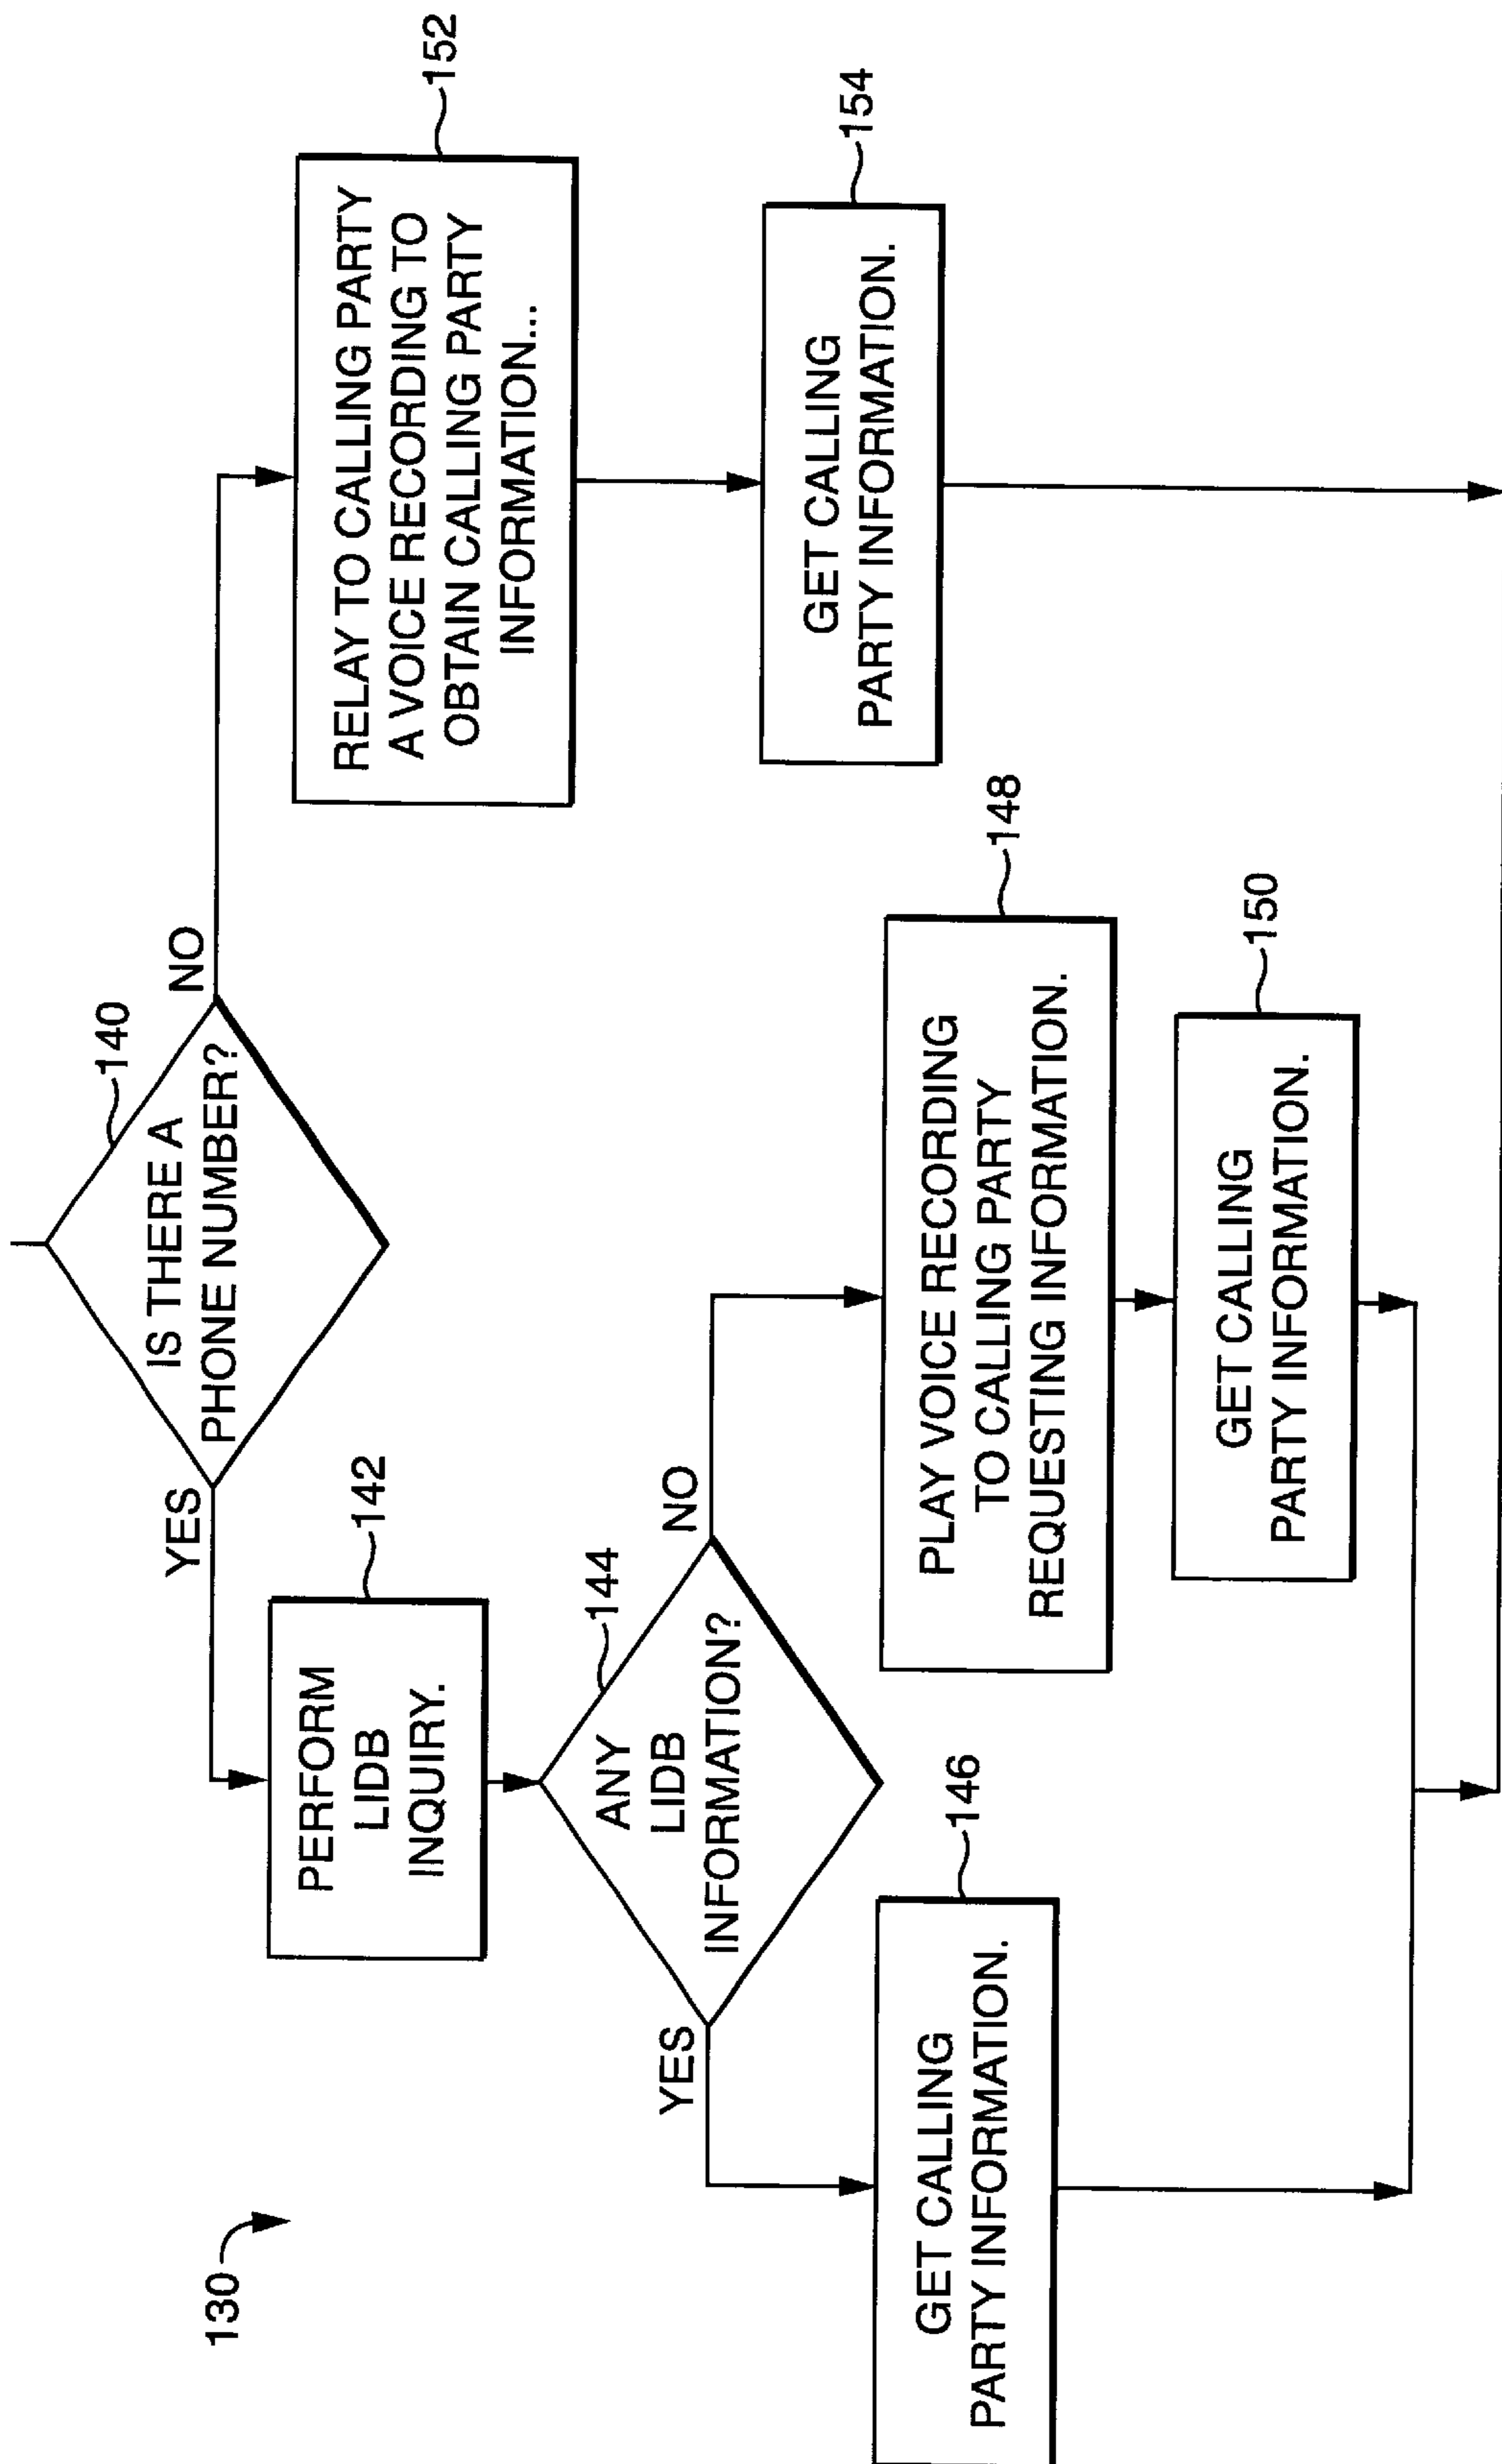 130
IS THERE A
PHONE NUMBER?
140
YES
NO
PERFORM
LIDB
INQUIRY.
142
RELAY TO CALLING PARTY
A VOICE RECORDING TO
OBTAIN CALLING PARTY
INFORMATION...
152
ANY
LIDB
INFORMATION?
144
YES
NO
GET CALLING
PARTY INFORMATION.
154
GET CALLING
PARTY INFORMATION.
146
PLAY VOICE RECORDING
TO CALLING PARTY
REQUESTING INFORMATION.
148
GET CALLING
PARTY INFORMATION.
150